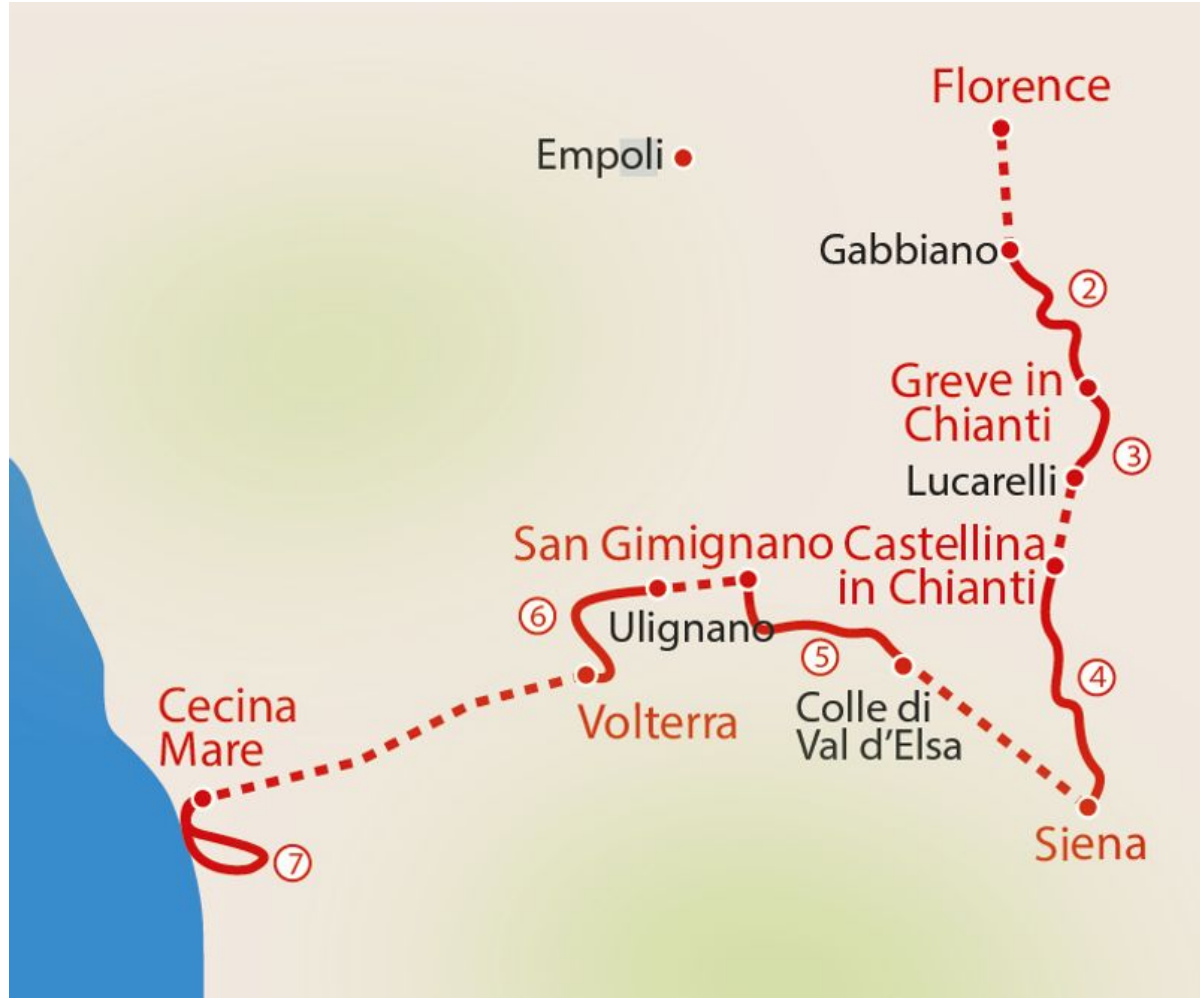 Florence
Empoli
Gabbiano
2
Greve in
Chianti
3
Lucarelli
San Gimignano
Castellina
in Chianti
6
Ulignano
5
4
Cecina
Mare
Volterra
Colle di
Val d'Elsa
Siena
7